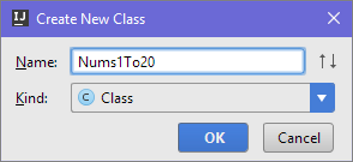 IJ Create New Class
Name: Nums1To20
Kind: C Class
OK Cancel